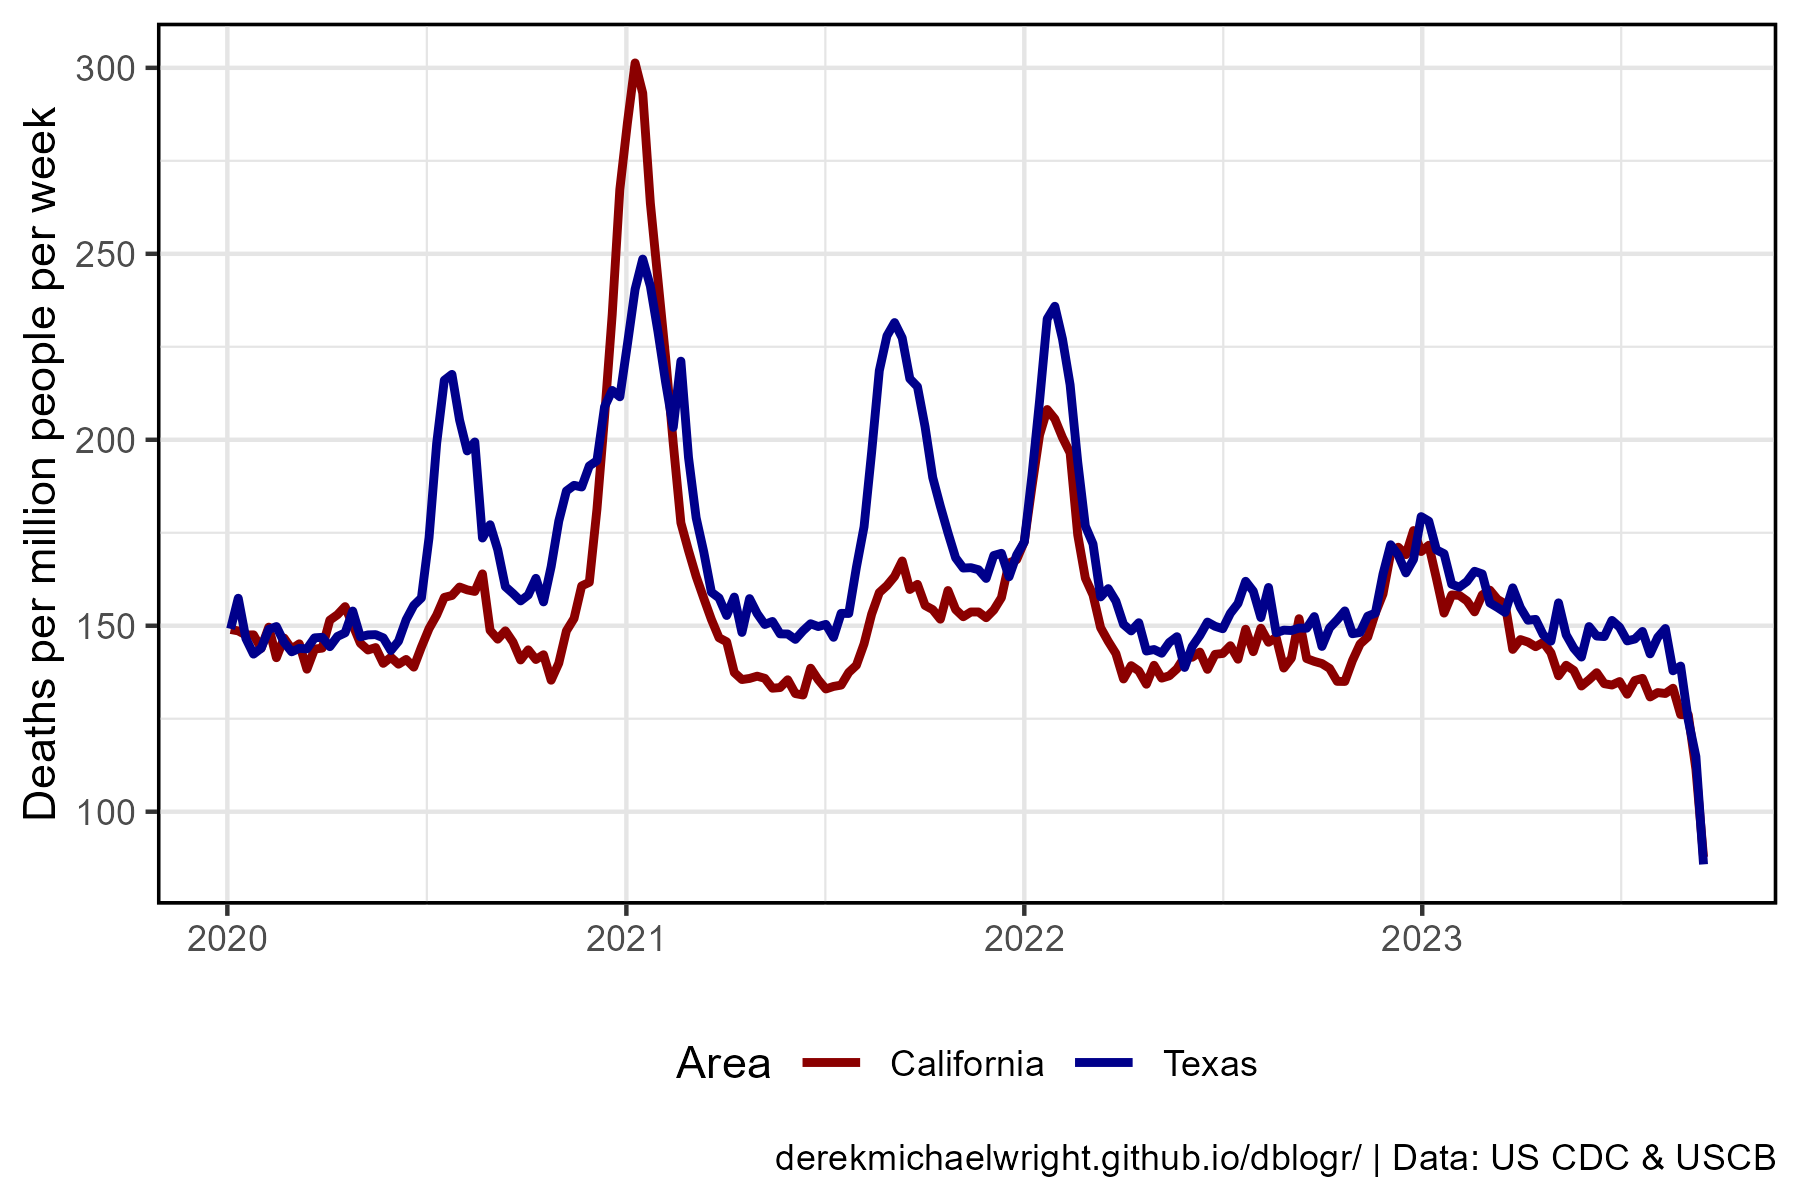 Deaths per million people per week
300
250
200
150
100
2020 2021 2022 2023
Area California Texas
derekmichaelwright.github.io/dblogr/ | Data: US CDC & USCB